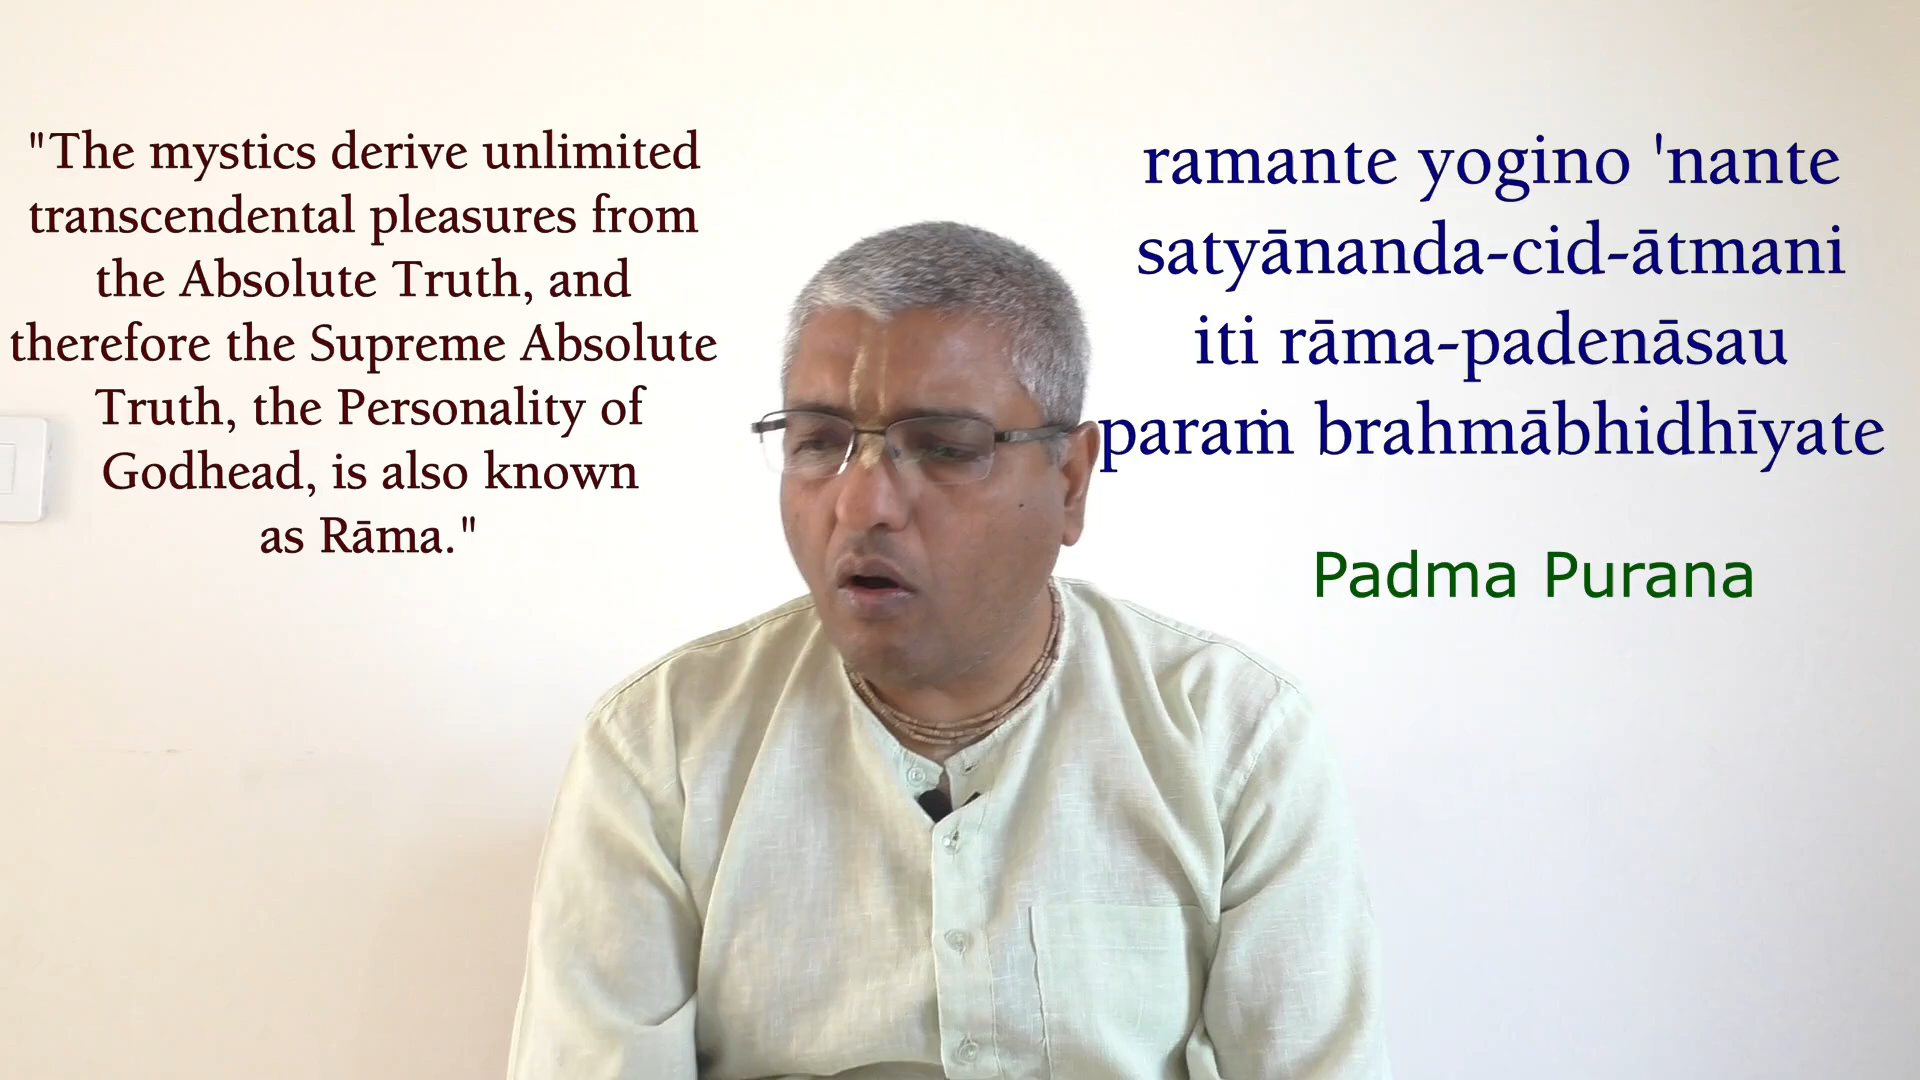 "The mystics derive unlimited
transcendental pleasures from
the Absolute Truth, and
therefore the Supreme Absolute
Truth, the Personality of
Godhead, is also known
as Rāma."
ramante yogino 'nante
satyānanda-cid-ātmani
iti rāma-padenāsau
paraṁ brahmābhidhīyate
Padma Purana